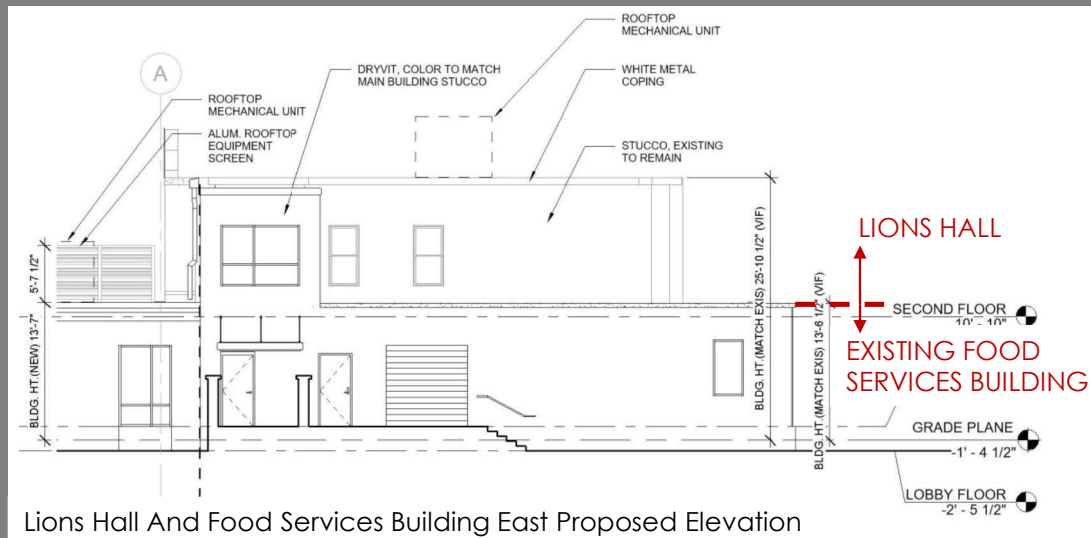 ROOFTOP
MECHANICAL UNIT
A
DRYVIT, COLOR TO MATCH
MAIN BUILDING STUCCO
WHITE METAL
COPING
ROOFTOP
MECHANICAL UNIT
ALUM. ROOFTOP
EQUIPMENT
SCREEN
STUCCO, EXISTING
TO REMAIN
5'-7 1/2"
BLDG. HT.(NEW) 13'-7"
BLDG. HT.(MATCH EXIS) 25'-10 1/2" (VIF)
BLDG. HT.(MATCH EXIS) 13'-6 1/2" (VIF)
LIONS HALL
SECOND FLOOR
10' - 10"
EXISTING FOOD
SERVICES BUILDING
GRADE PLANE
-1' - 4 1/2"
LOBBY FLOOR
-2' - 5 1/2"
Lions Hall And Food Services Building East Proposed Elevation